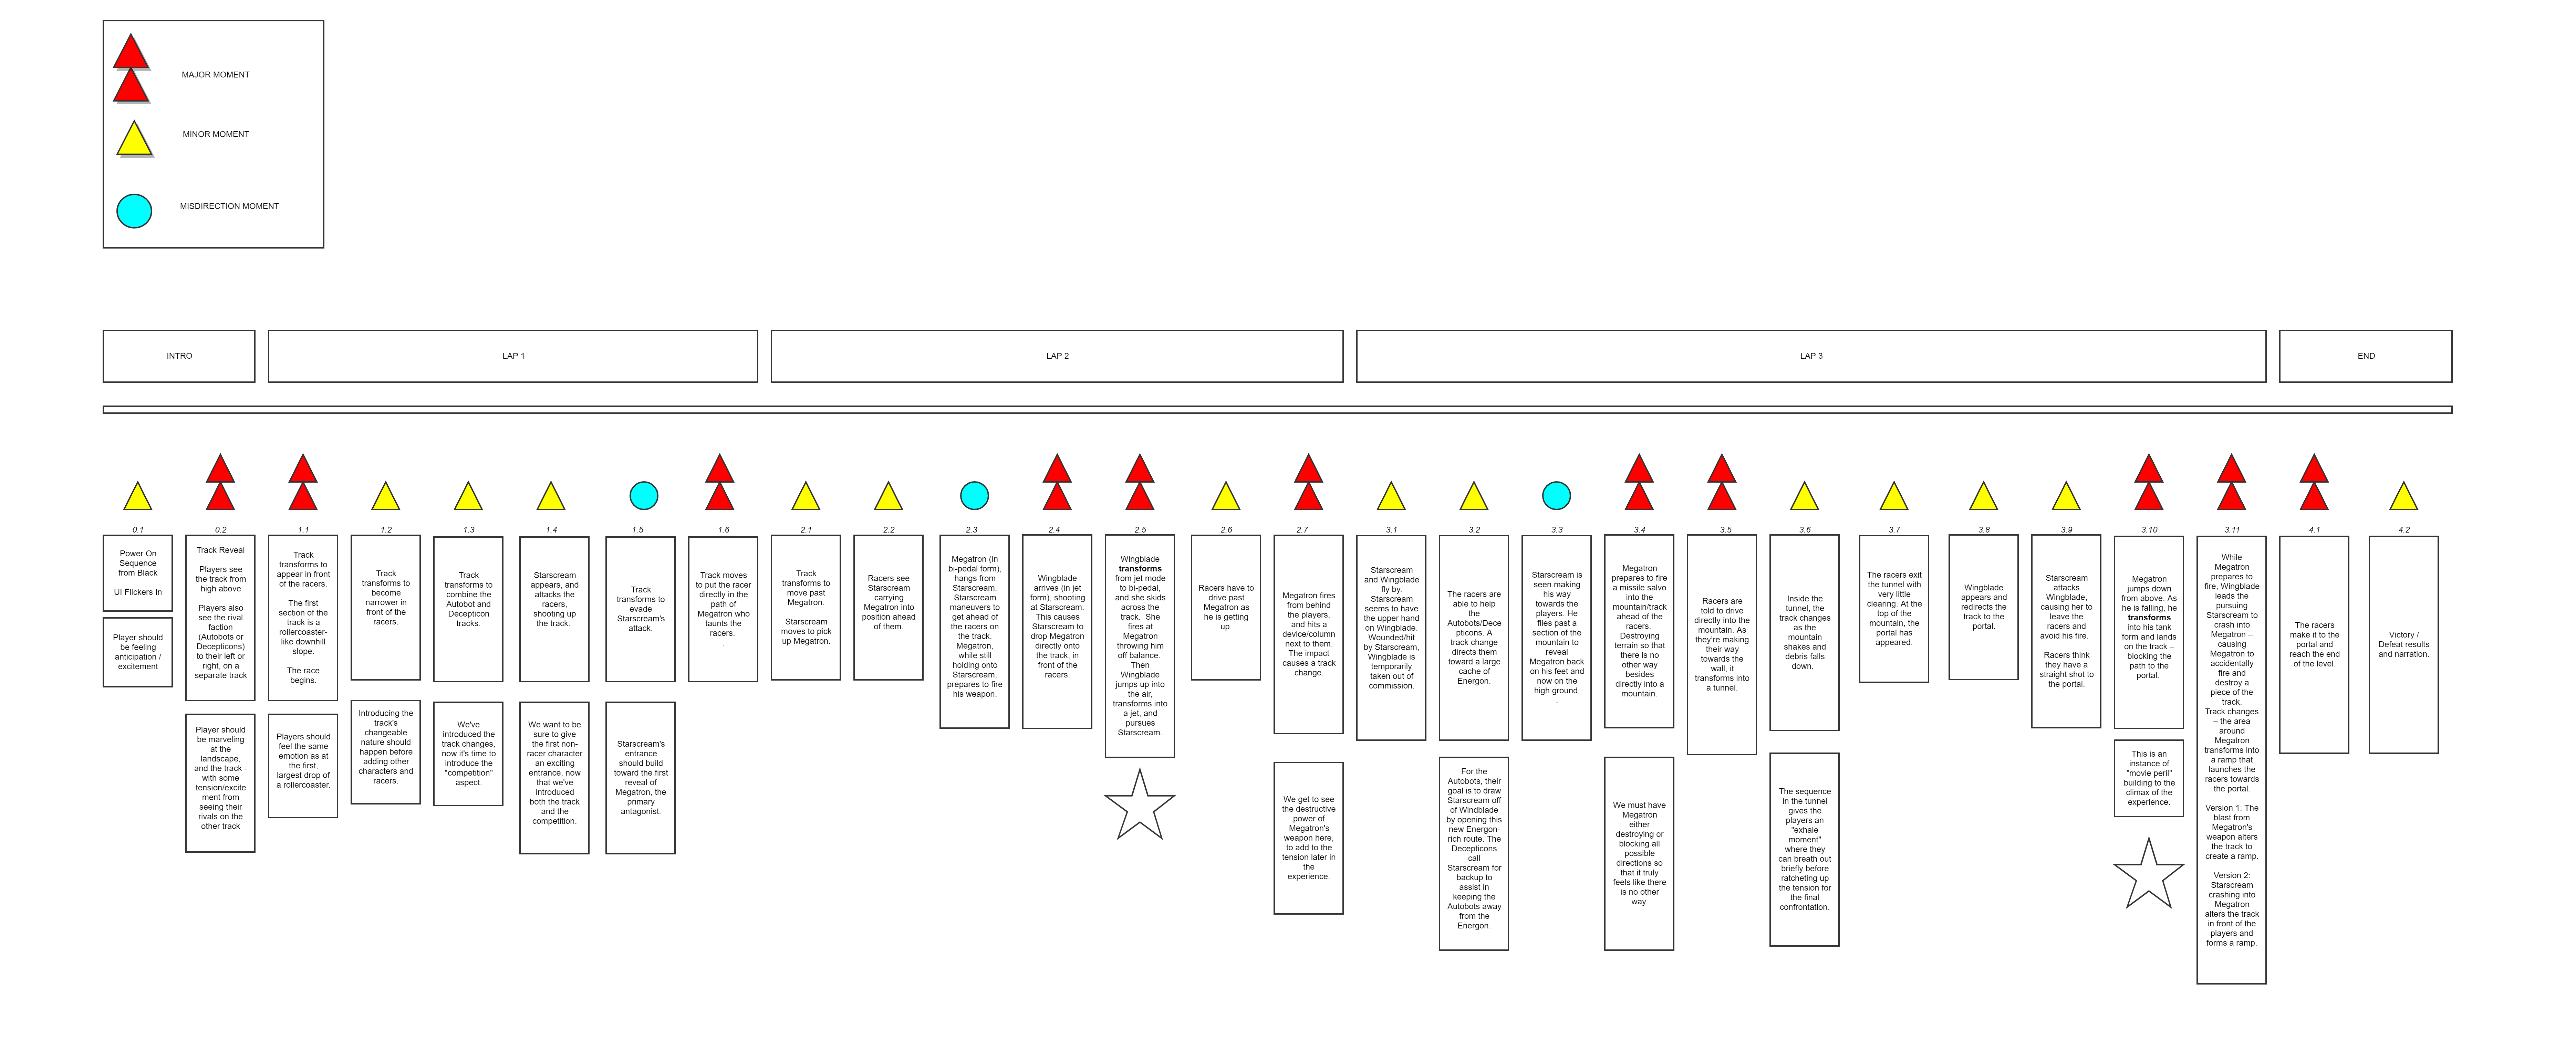 MAJOR MOMENT
MINOR MOMENT
MISDIRECTION MOMENT
INTRO
LAP 1
LAP 2
LAP 3
END
0.1
Power On
Sequence
from Black
UI Flickers In
Player should
be feeling
anticipation /
excitement
0.2
Track Reveal
Players see
the track from
high above
Players also
see the rival
faction
(Autobots or
Decepticons)
to their left or
right, on a
separate track
Player should
be marveling
at the
landscape,
and the track -
with some
tension/excite
ment from
seeing their
rivals on the
other track
1.1
Track
transforms to
appear in front
of the racers.
The first
section of the
track is a
rollercoaster-
like downhill
slope.
The race
begins.
Players should
feel the same
emotion as at
the first,
largest drop of
a rollercoaster.
1.2
Track
transforms to
become
narrower in
front of the
racers.
Introducing the
track's
changeable
nature should
happen before
adding other
characters and
racers.
1.3
Track
transforms to
combine the
Autobot and
Decepticon
tracks.
We've
introduced the
track changes,
now it's time to
introduce the
"competition"
aspect.
1.4
Starscream
appears, and
attacks the
racers,
shooting up
the track.
We want to be
sure to give
the first non-
racer character
an exciting
entrance, now
that we've
introduced
both the track
and the
competition.
1.5
Track
transforms to
evade
Starscream's
attack.
Starscream's
entrance
should build
toward the first
reveal of
Megatron, the
primary
antagonist.
1.6
Track moves
to put the racer
directly in the
path of
Megatron who
taunts the
racers.
.
2.1
Track
transforms to
move past
Megatron.
Starscream
moves to pick
up Megatron.
2.2
Racers see
Starscream
carrying
Megatron into
position ahead
of them.
2.3
Megatron (in
bi-pedal form),
hangs from
Starscream.
Starscream
maneuvers to
get ahead of
the racers on
the track.
Megatron,
while still
holding onto
Starscream,
prepares to fire
his weapon.
2.4
Wingblade
arrives (in jet
form), shooting
at Starscream.
This causes
Starscream to
drop Megatron
directly onto
the track, in
front of the
racers.
2.5
Wingblade
transforms
from jet mode
to bi-pedal,
and she skids
across the
track. She
fires at
Megatron
throwing him
off balance.
Then
Wingblade
jumps up into
the air,
transforms into
a jet, and
pursues
Starscream.
2.6
Racers have to
drive past
Megatron as
he is getting
up.
2.7
Megatron fires
from behind
the players,
and hits a
device/column
next to them.
The impact
causes a track
change.
We get to see
the destructive
power of
Megatron's
weapon here,
to add to the
tension later in
the
experience.
3.1
Starscream
and Wingblade
fly by.
Starscream
seems to have
the upper hand
on Wingblade.
Wounded/hit
by Starscream,
Wingblade is
temporarily
taken out of
commission.
3.2
The racers are
able to help
the
Autobots/Dece
pticons. A
track change
directs them
toward a large
cache of
Energon.
For the
Autobots, their
goal is to draw
Starscream off
of Windblade
by opening this
new Energon-
rich route. The
Decepticons
call
Starscream for
backup to
assist in
keeping the
Autobots away
from the
Energon.
3.3
Starscream is
seen making
his way
towards the
players. He
flies past a
section of the
mountain to
reveal
Megatron back
on his feet and
now on the
high ground.
.
3.4
Megatron
prepares to fire
a missile salvo
into the
mountain/track
ahead of the
racers.
Destroying
terrain so that
there is no
other way
besides
directly into a
mountain.
We must have
Megatron
either
destroying or
blocking all
possible
directions so
that it truly
feels like there
is no other
way.
3.5
Racers are
told to drive
directly into the
mountain. As
they're making
their way
towards the
wall, it
transforms into
a tunnel.
3.6
Inside the
tunnel, the
track changes
as the
mountain
shakes and
debris falls
down.
The sequence
in the tunnel
gives the
players an
"exhale
moment"
where they
can breath out
briefly before
ratcheting up
the tension for
the final
confrontation.
3.7
The racers exit
the tunnel with
very little
clearing. At the
top of the
mountain, the
portal has
appeared.
3.8
Wingblade
appears and
redirects the
track to the
portal.
3.9
Starscream
attacks
Wingblade,
causing her to
leave the
racers and
avoid his fire.
Racers think
they have a
straight shot to
the portal.
3.10
Megatron
jumps down
from above. As
he is falling, he
transforms
into his tank
form and lands
on the track –
blocking the
path to the
portal.
This is an
instance of
"movie peril"
building to the
climax of the
experience.
3.11
While
Megatron
prepares to
fire, Wingblade
leads the
pursuing
Starscream to
crash into
Megatron –
causing
Megatron to
accidentally
fire and
destroy a
piece of the
track.
Track changes
– the area
around
Megatron
transforms into
a ramp that
launches the
racers towards
the portal.
Version 1: The
blast from
Megatron's
weapon alters
the track to
create a ramp.
Version 2:
Starscream
crashing into
Megatron
alters the track
in front of the
players and
forms a ramp.
4.1
The racers
make it to the
portal and
reach the end
of the level.
4.2
Victory /
Defeat results
and narration.